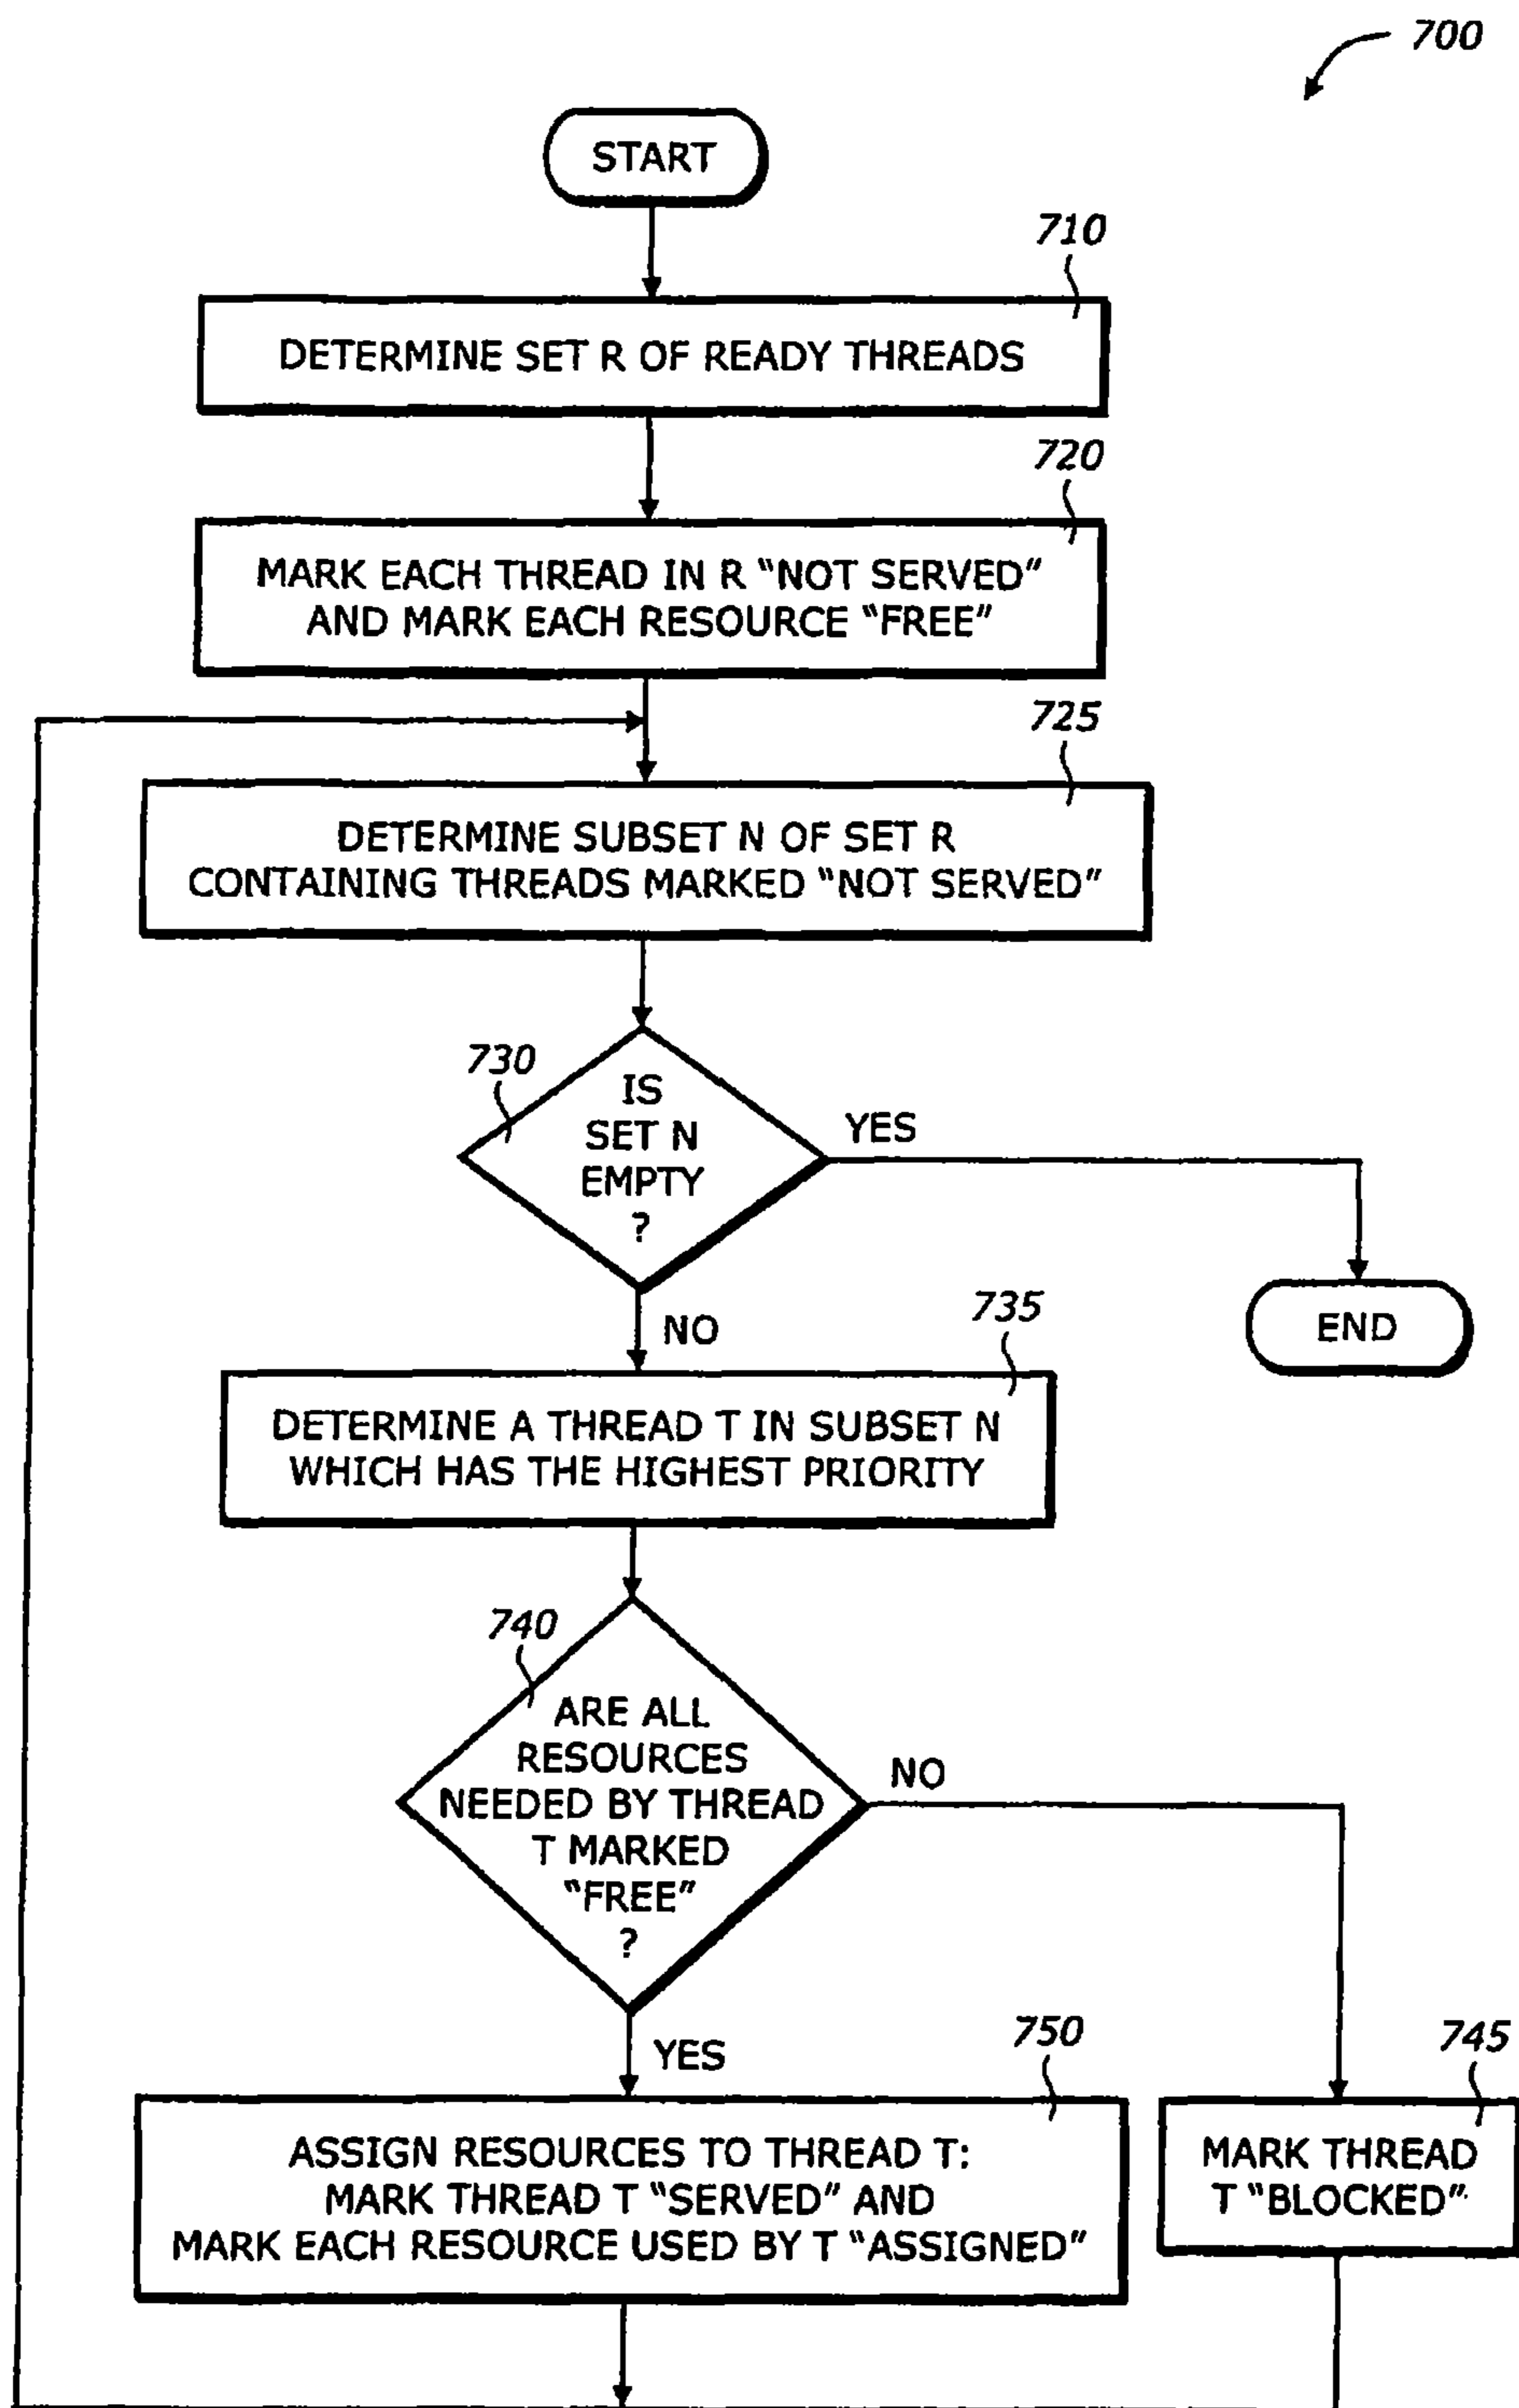 700
START
710
DETERMINE SET R OF READY THREADS
720
MARK EACH THREAD IN R “NOT SERVED”
AND MARK EACH RESOURCE “FREE”
725
DETERMINE SUBSET N OF SET R
CONTAINING THREADS MARKED “NOT SERVED”
730
IS
SET N
EMPTY
?
YES
NO
END
735
DETERMINE A THREAD T IN SUBSET N
WHICH HAS THE HIGHEST PRIORITY
740
ARE ALL
RESOURCES
NEEDED BY THREAD
T MARKED
“FREE”
?
NO
YES
750
ASSIGN RESOURCES TO THREAD T:
MARK THREAD T “SERVED” AND
MARK EACH RESOURCE USED BY T “ASSIGNED”
745
MARK THREAD
T “BLOCKED”